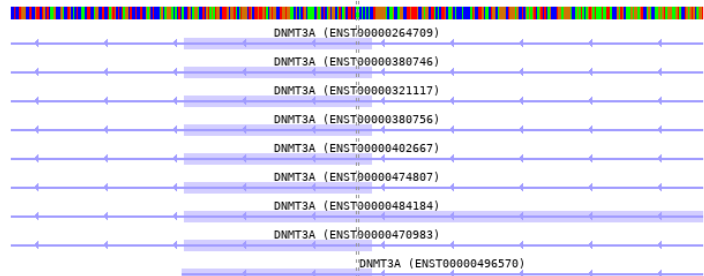 DNMT3A (ENST00000264709)
DNMT3A (ENST00000380746)
DNMT3A (ENST00000321117)
DNMT3A (ENST00000380756)
DNMT3A (ENST00000402667)
DNMT3A (ENST00000474807)
DNMT3A (ENST00000484184)
DNMT3A (ENST00000470983)
DNMT3A (ENST00000496570)